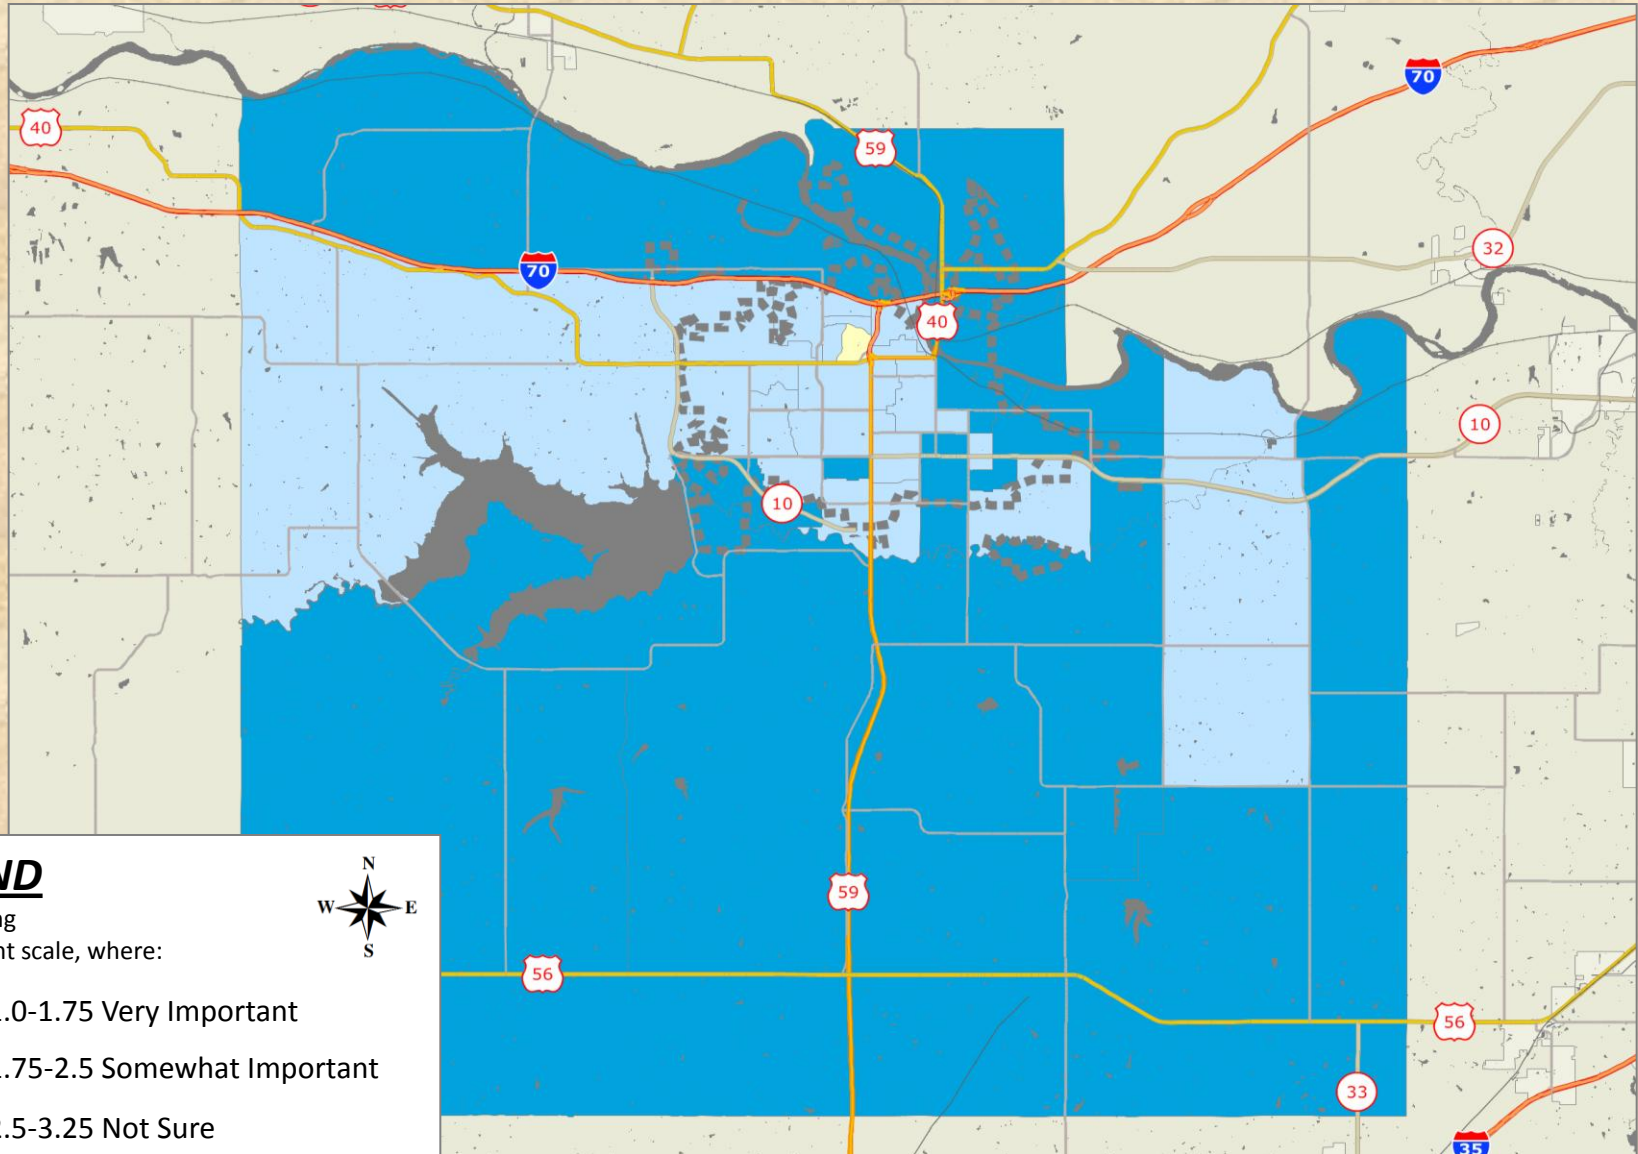 70
40
59
32
70
40
10
10
59
56
56
33
35
ND
N
W E
S
ng
nt scale, where:
.0-1.75 Very Important
.75-2.5 Somewhat Important
.5-3.25 Not Sure